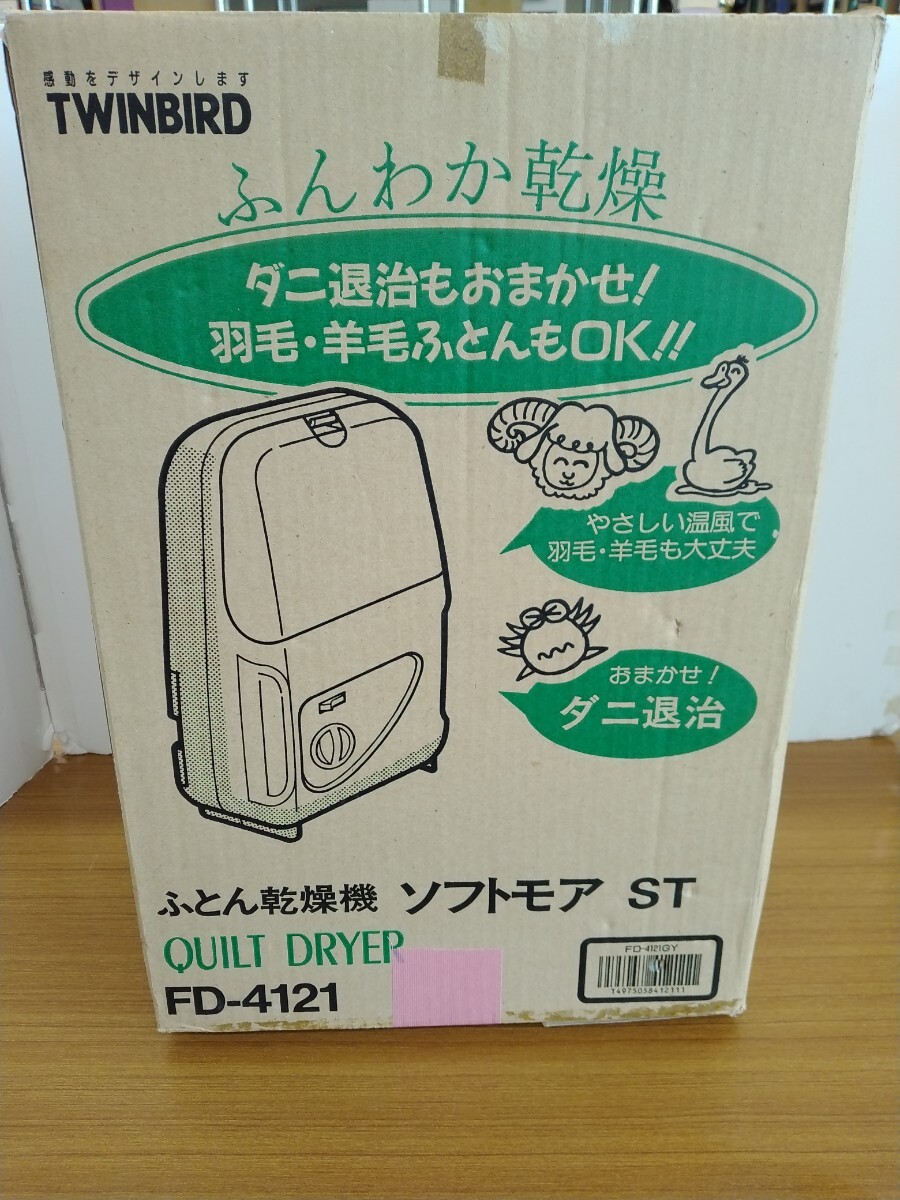 感動をデザインします
TWINBIRD
ふんわか乾燥
ダニ退治もおまかせ!
羽毛・羊毛ふとんもOK!!
やさしい温風で
羽毛・羊毛も大丈夫
おまかせ!
ダニ退治
ふとん乾燥機 ソフトモア ST
QUILT DRYER
FD-4121
FD-4121GY
T4975058412111